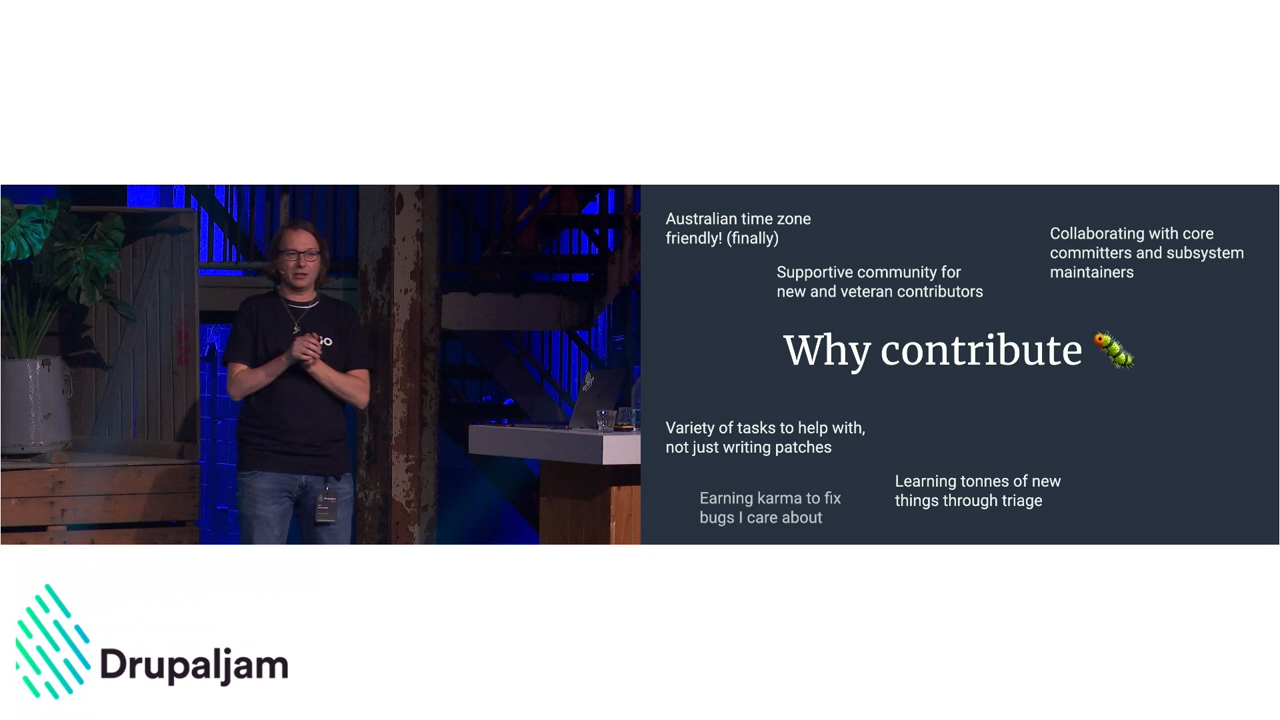 Australian time zone
friendly! (finally)
Collaborating with core
committers and subsystem
maintainers
Supportive community for
new and veteran contributors
Why contribute 🐛
Variety of tasks to help with,
not just writing patches
Learning tonnes of new
things through triage
Earning karma to fix
bugs I care about
Drupaljam